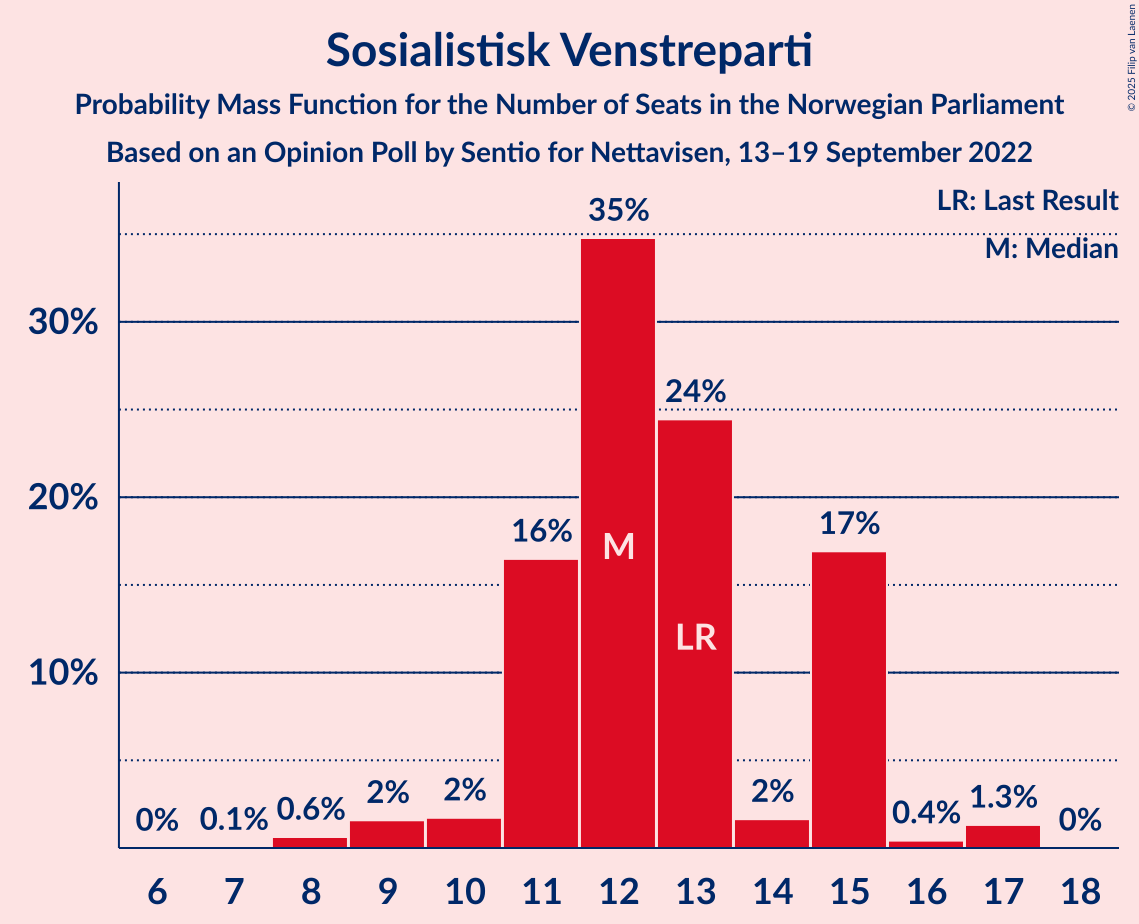 Sosialistisk Venstreparti
Probability Mass Function for the Number of Seats in the Norwegian Parliament
Based on an Opinion Poll by Sentio for Nettavisen, 13–19 September 2022
© 2025 Filip van Laenen
LR: Last Result
M: Median
30%
20%
10%
0%
0.1%
0.6%
2%
2%
16%
35%
24%
2%
17%
0.4%
1.3%
0%
M
LR
6 7 8 9 10 11 12 13 14 15 16 17 18